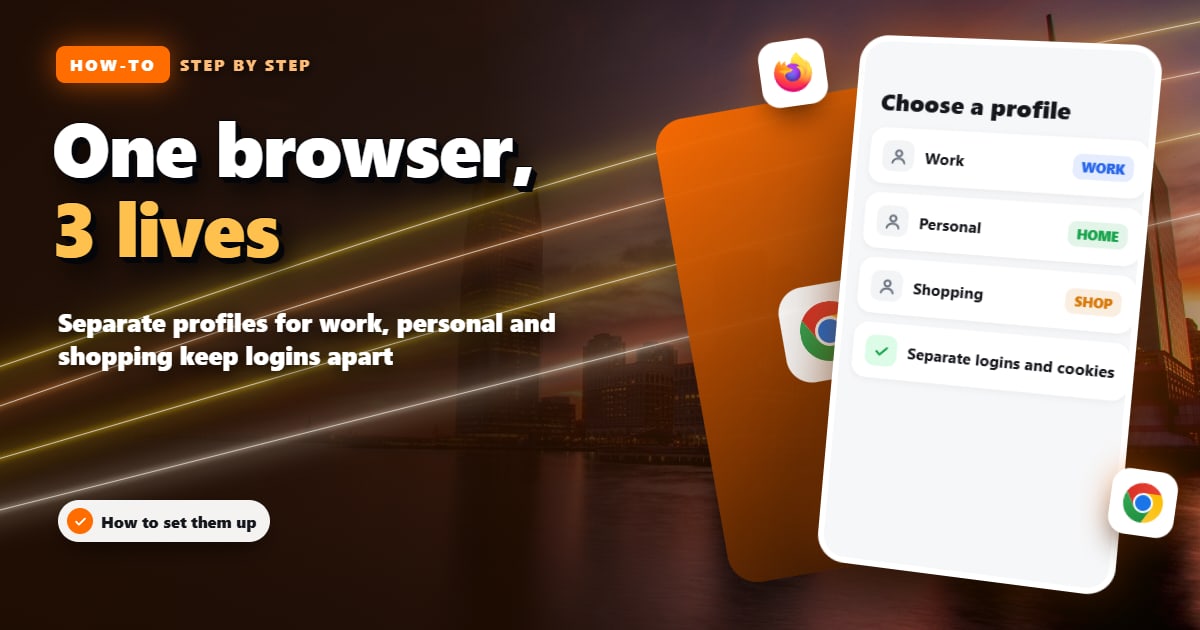 HOW-TO STEP BY STEP
One browser,
3 lives
Separate profiles for work, personal and
shopping keep logins apart
How to set them up
Choose a profile
Work WORK
Personal HOME
Shopping SHOP
Separate logins and cookies